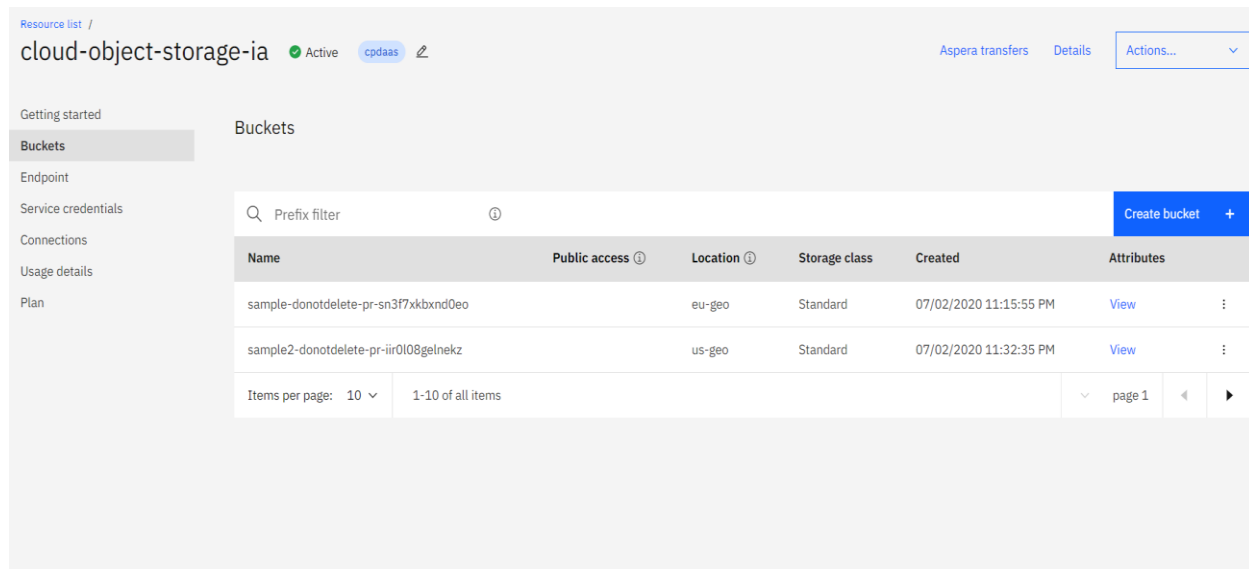 Resource list /
cloud-object-storage-ia Active cpdaas
Aspera transfers Details Actions...
Getting started
Buckets
Endpoint
Service credentials
Connections
Usage details
Plan
Buckets
Prefix filter
Create bucket +
Name Public access Location Storage class Created Attributes
sample-donotdelete-pr-sn3f7xkbxnd0eo eu-geo Standard 07/02/2020 11:15:55 PM View
sample2-donotdelete-pr-iir0l08gelnekz us-geo Standard 07/02/2020 11:32:35 PM View
Items per page: 10 1-10 of all items page 1